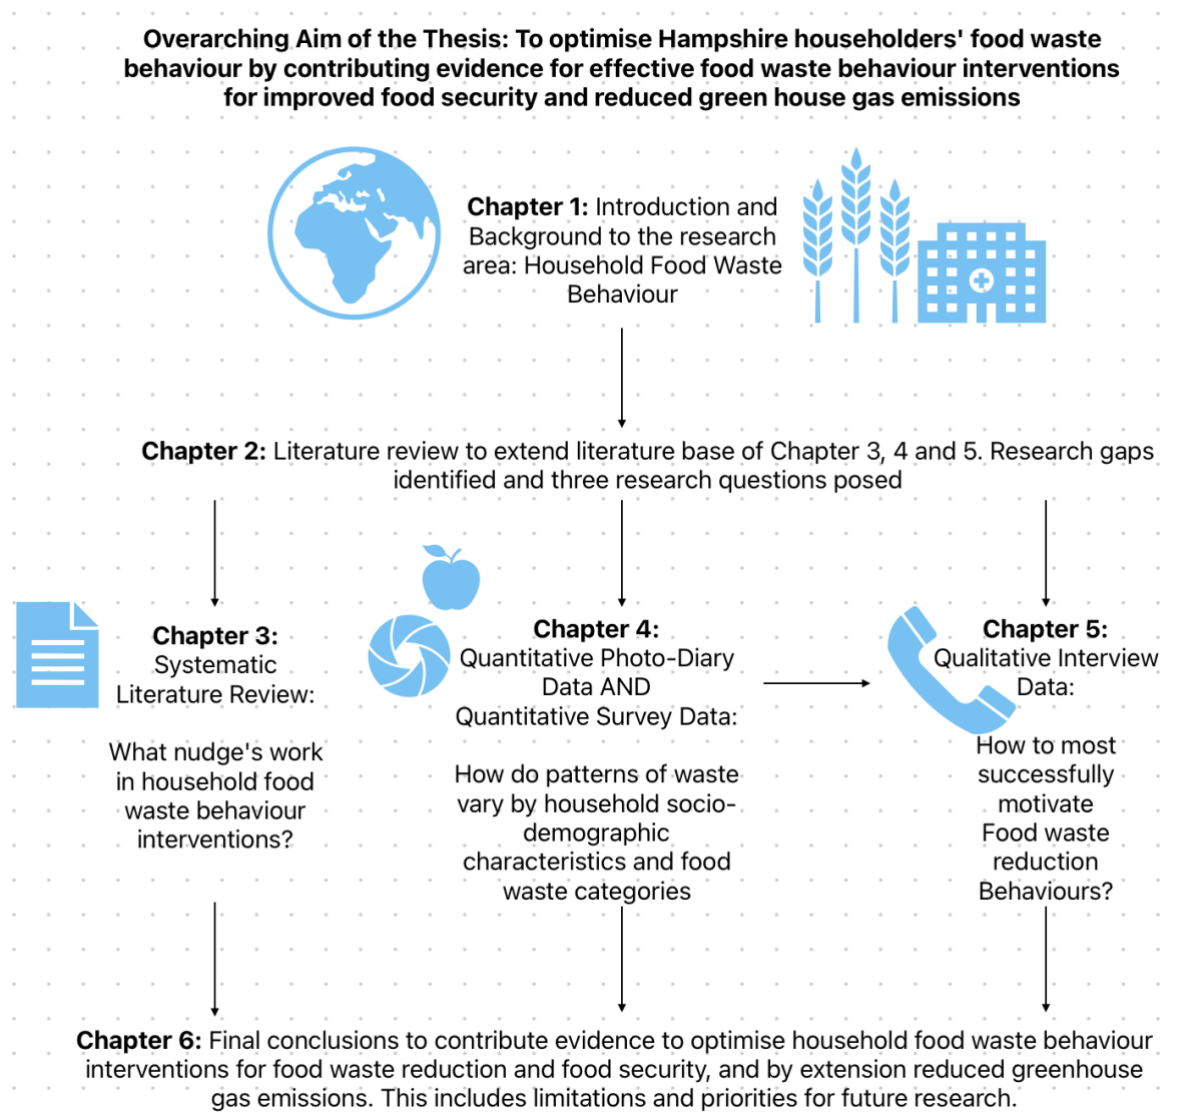 Overarching Aim of the Thesis: To optimise Hampshire householders' food waste
behaviour by contributing evidence for effective food waste behaviour interventions
for improved food security and reduced green house gas emissions
Chapter 1: Introduction and
Background to the research
area: Household Food Waste
Behaviour
Chapter 2: Literature review to extend literature base of Chapter 3, 4 and 5. Research gaps
identified and three research questions posed
Chapter 3:
Systematic
Literature Review:
What nudge's work
in household food
waste behaviour
interventions?
Chapter 4:
Quantitative Photo-Diary
Data AND
Quantitative Survey Data:
How do patterns of waste
vary by household socio-
demographic
characteristics and food
waste categories
Chapter 5:
Qualitative Interview
Data:
How to most
successfully
motivate
Food waste
reduction
Behaviours?
Chapter 6: Final conclusions to contribute evidence to optimise household food waste behaviour
interventions for food waste reduction and food security, and by extension reduced greenhouse
gas emissions. This includes limitations and priorities for future research.